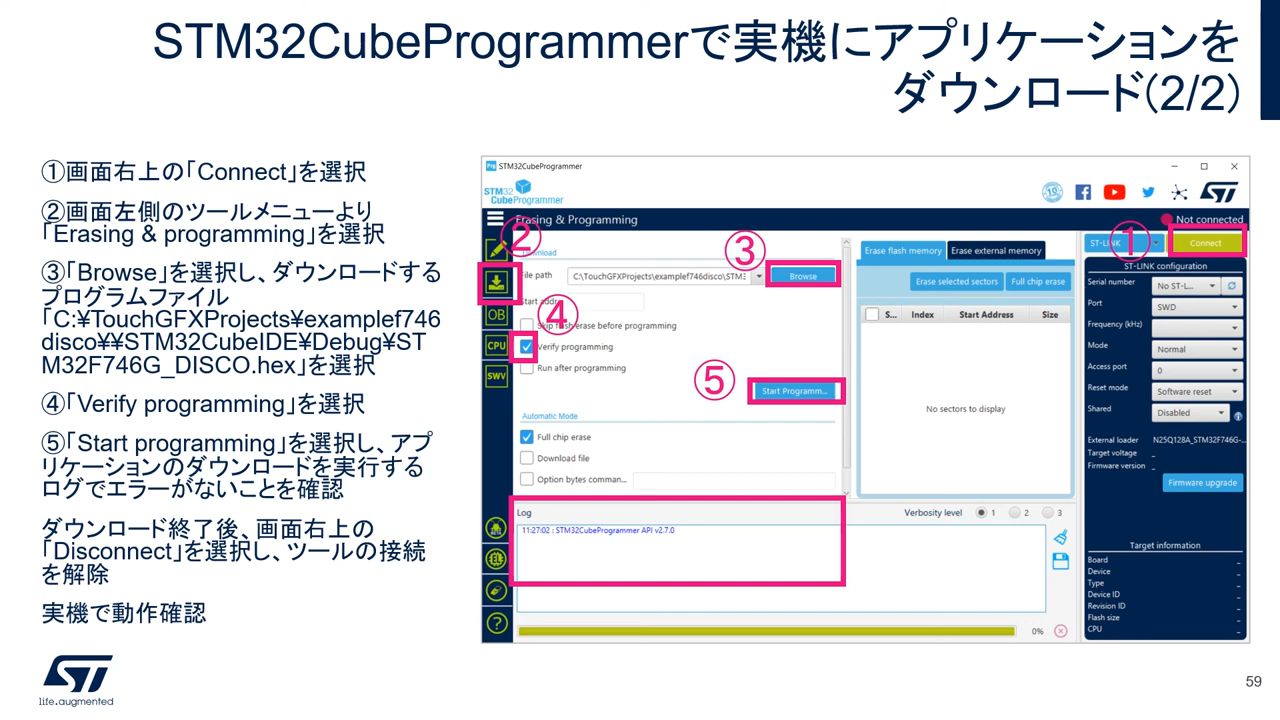 STM32CubeProgrammerで実機にアプリケーションを
ダウンロード(2/2)
①画面右上の「Connect」を選択
②画面左側のツールメニューより
「Erasing & programming」を選択
③「Browse」を選択し、ダウンロードする
プログラムファイル
「C:¥TouchGFXProjects¥examplef746
disco¥¥STM32CubeIDE¥Debug¥ST
M32F746G_DISCO.hex」を選択
④「Verify programming」を選択
⑤「Start programming」を選択し、アプ
リケーションのダウンロードを実行する
ログでエラーがないことを確認
ダウンロード終了後、画面右上の
「Disconnect」を選択し、ツールの接続
を解除
実機で動作確認
Prg STM32CubeProgrammer
STM32
CubeProgrammer
Erasing & Programming
Not connected
①
②
③
④
⑤
Download
File path
C:\TouchGFXProjects\examplef746disco\STM3
Browse
Start addr
Skip flash erase before programming
Verify programming
Run after programming
Start Programm...
Automatic Mode
Full chip erase
Download file
Option bytes comman...
OB
CPU
SWV
Erase flash memory
Erase external memory
Erase selected sectors
Full chip erase
S... Index Start Address Size
No sectors to display
ST-LINK
Connect
ST-LINK configuration
Serial number No ST-L...
Port SWD
Frequency (kHz)
Mode Normal
Access port 0
Reset mode Software reset
Shared Disabled
External loader N25Q128A_STM32F746G-...
Target voltage _
Firmware version _
Firmware upgrade
Log
Verbosity level 1 2 3
11:27:02 : STM32CubeProgrammer API v2.7.0
0%
Target information
Board _
Device _
Type _
Device ID _
Revision ID _
Flash size _
CPU _
ST
life.augmented
59